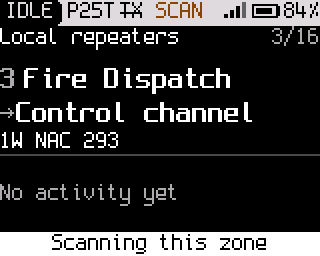 IDLE P25T TX SCAN 84%
Local repeaters 3/16
3 Fire Dispatch
→Control channel
1W NAC 293
No activity yet
Scanning this zone